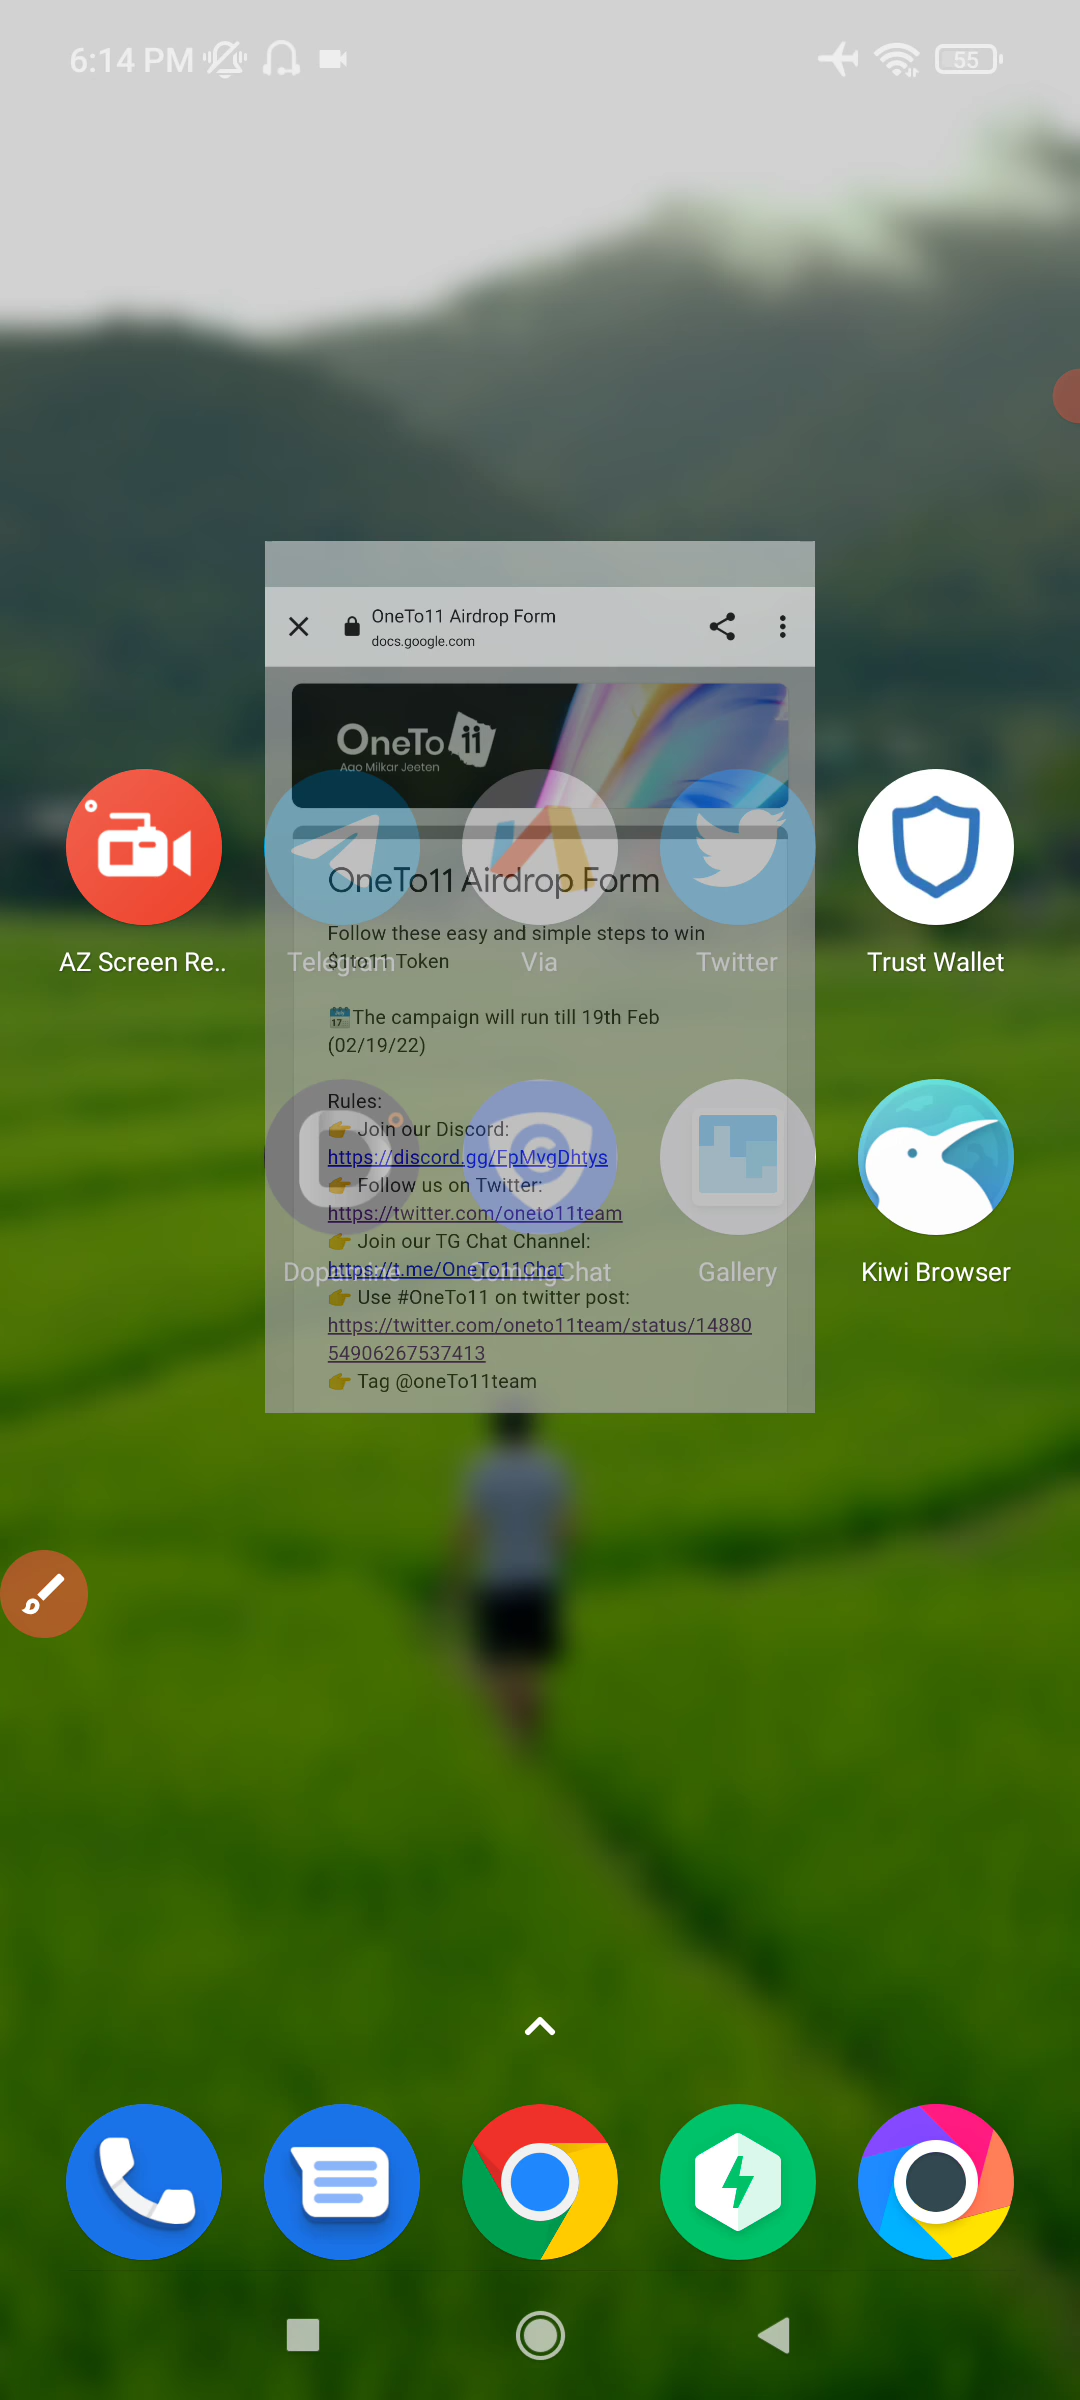 6:14 PM
55
OneTo11 Airdrop Form
docs.google.com
OneTo 11
Aao Milkar Jeeten
OneTo11 Airdrop Form
Follow these easy and simple steps to win
$1to11 Token
17 The campaign will run till 19th Feb
(02/19/22)
Rules:
👉 Join our Discord:
https://discord.gg/FpMvgDhtys
👉 Follow us on Twitter:
https://twitter.com/oneto11team
👉 Join our TG Chat Channel:
https://t.me/OneTo11Chat
👉 Use #OneTo11 on twitter post:
https://twitter.com/oneto11team/status/14880
54906267537413
👉 Tag @oneTo11team
AZ Screen Re..
Telegram
Via
Twitter
Trust Wallet
Dopamine
ComingChat
Gallery
Kiwi Browser